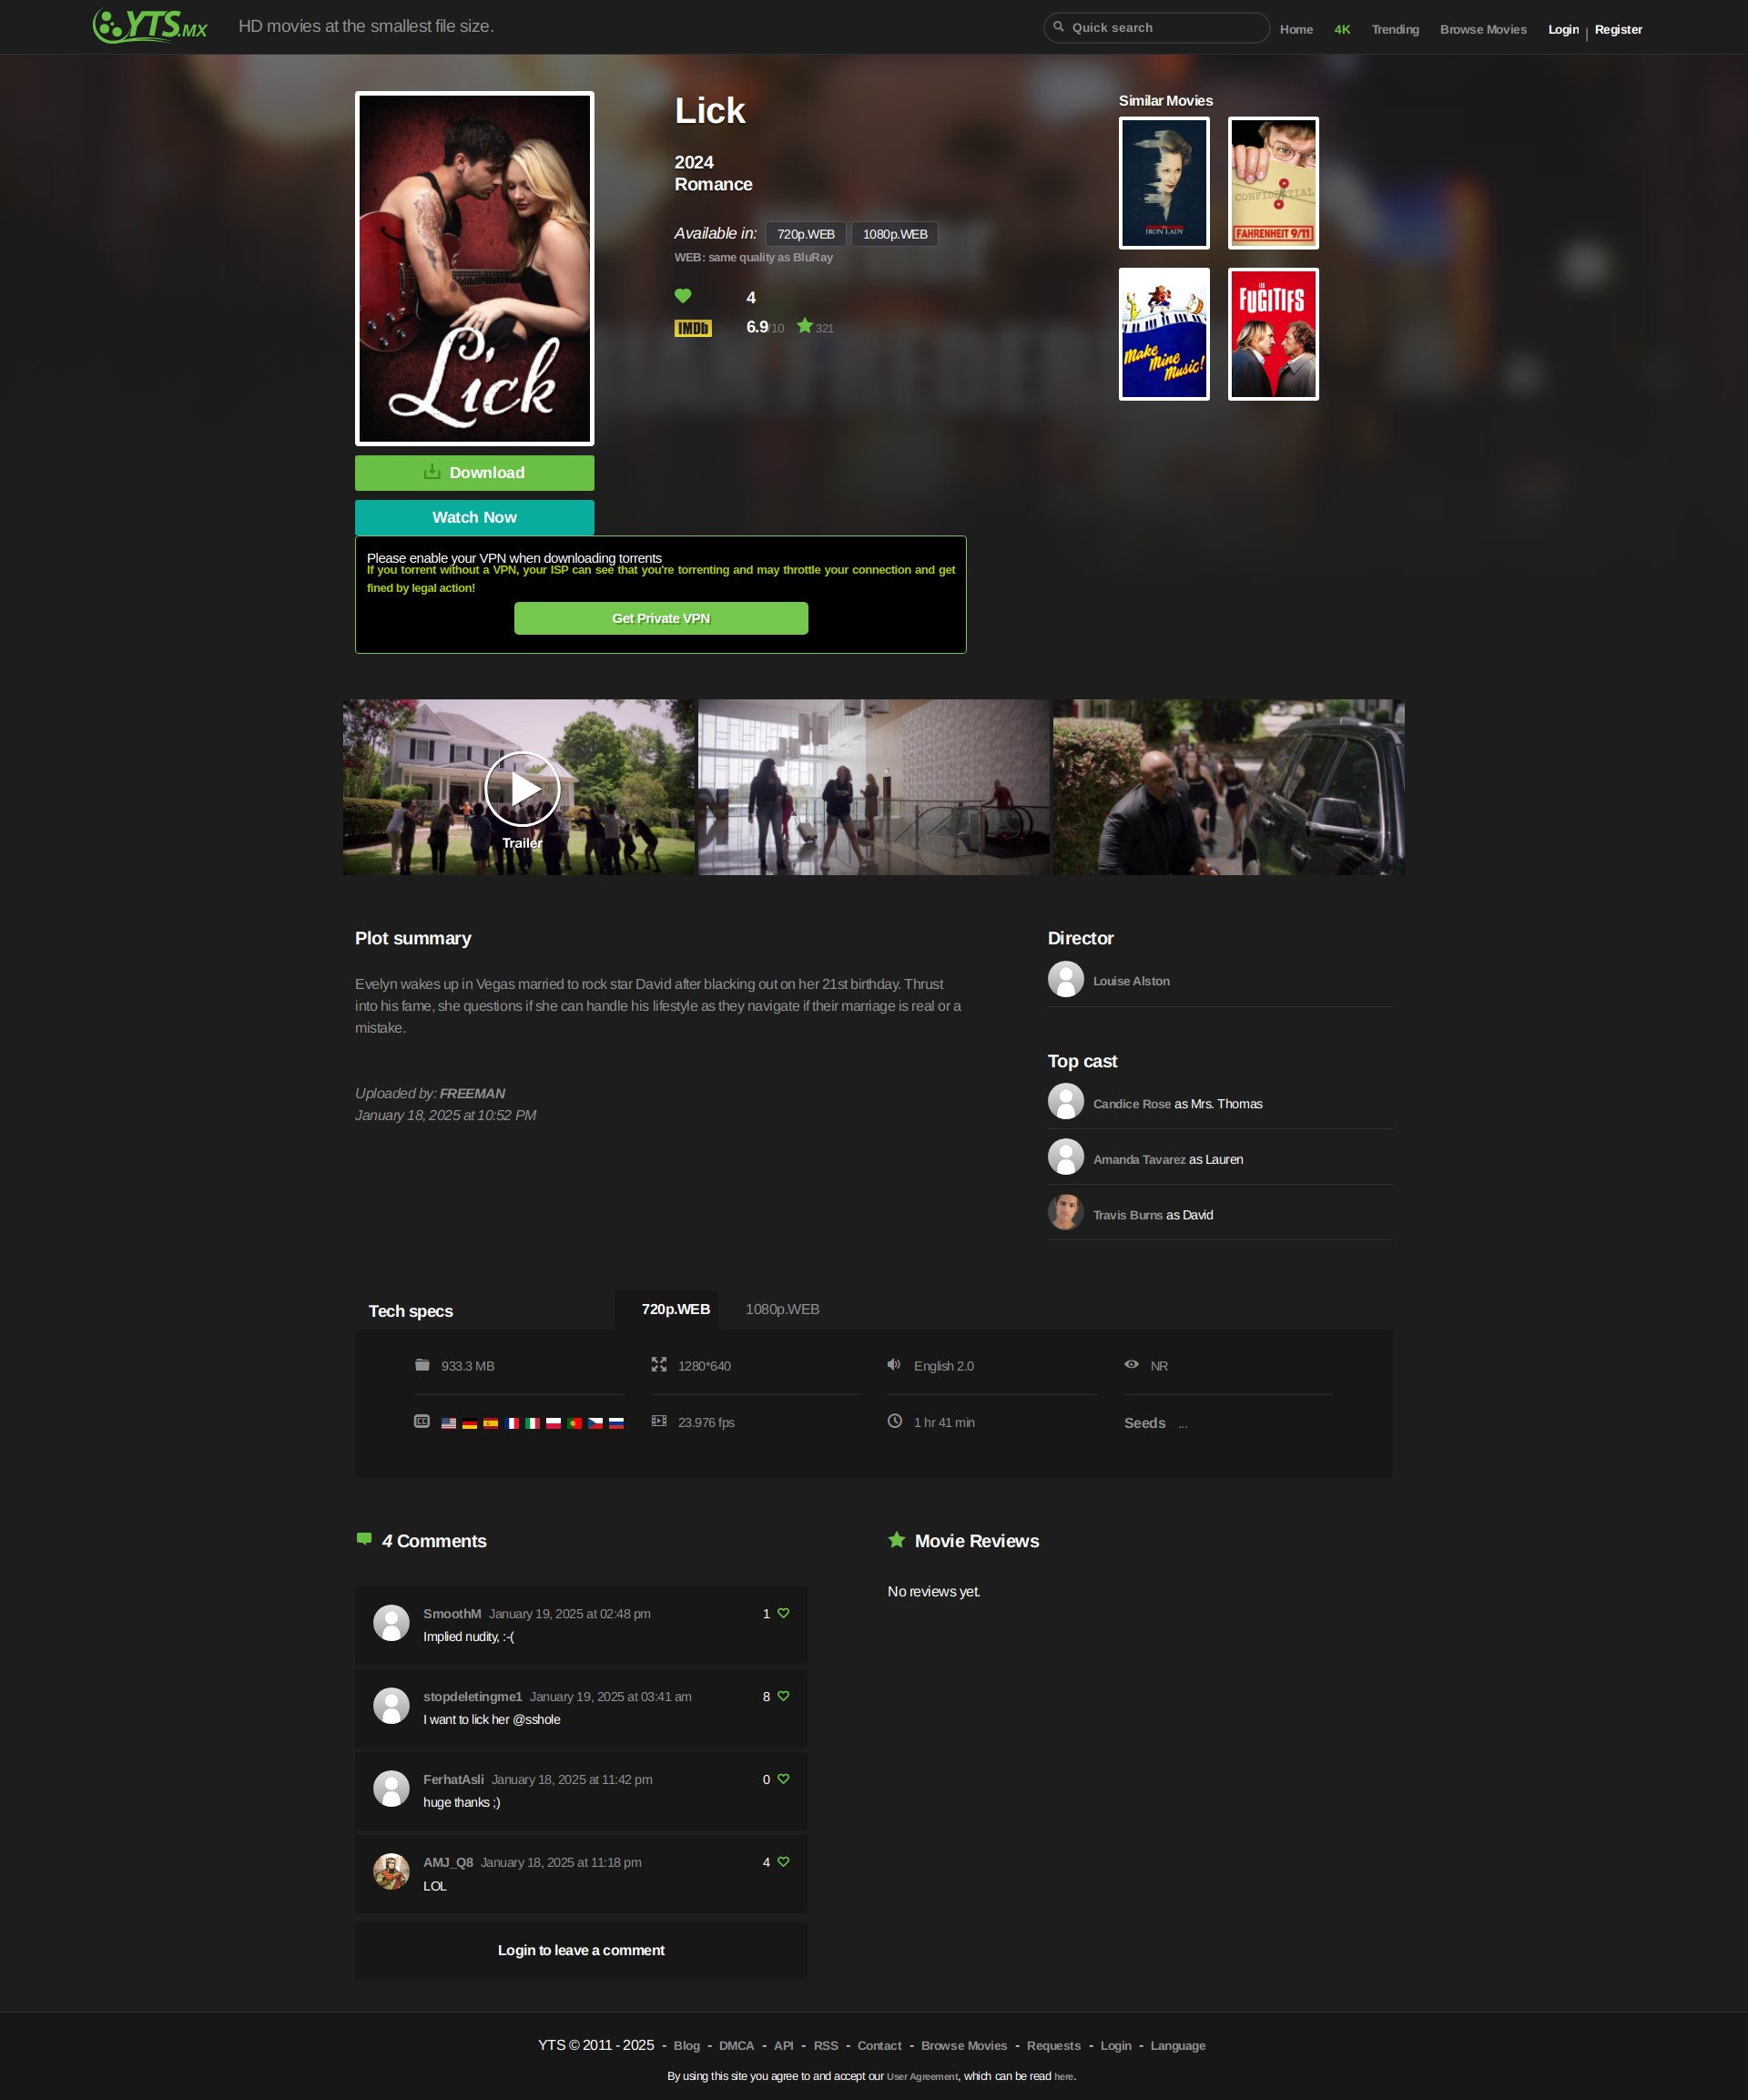 YTS.MX
HD movies at the smallest file size.
Quick search
Home 4K Trending Browse Movies Login | Register
Lick
Lick
2024
Romance
Available in: 720p.WEB 1080p.WEB
WEB: same quality as BluRay
4
IMDb 6.9/10 321
Similar Movies
IRON LADY
CONFIDENTIAL
FAHRENHEIT 9/11
Make Mine Music!
LES FUGITIFS
Download
Watch Now
Please enable your VPN when downloading torrents
If you torrent without a VPN, your ISP can see that you're torrenting and may throttle your connection and get
fined by legal action!
Get Private VPN
Trailer
Plot summary
Evelyn wakes up in Vegas married to rock star David after blacking out on her 21st birthday. Thrust
into his fame, she questions if she can handle his lifestyle as they navigate if their marriage is real or a
mistake.
Uploaded by: FREEMAN
January 18, 2025 at 10:52 PM
Director
Louise Alston
Top cast
Candice Rose as Mrs. Thomas
Amanda Tavarez as Lauren
Travis Burns as David
Tech specs 720p.WEB 1080p.WEB
933.3 MB 1280*640 English 2.0 NR
CC 23.976 fps 1 hr 41 min Seeds ...
4 Comments
SmoothM January 19, 2025 at 02:48 pm 1
Implied nudity, :-(
stopdeletingme1 January 19, 2025 at 03:41 am 8
I want to lick her @sshole
FerhatAsli January 18, 2025 at 11:42 pm 0
huge thanks ;)
AMJ_Q8 January 18, 2025 at 11:18 pm 4
LOL
Login to leave a comment
Movie Reviews
No reviews yet.
YTS © 2011 - 2025 - Blog - DMCA - API - RSS - Contact - Browse Movies - Requests - Login - Language
By using this site you agree to and accept our User Agreement, which can be read here.